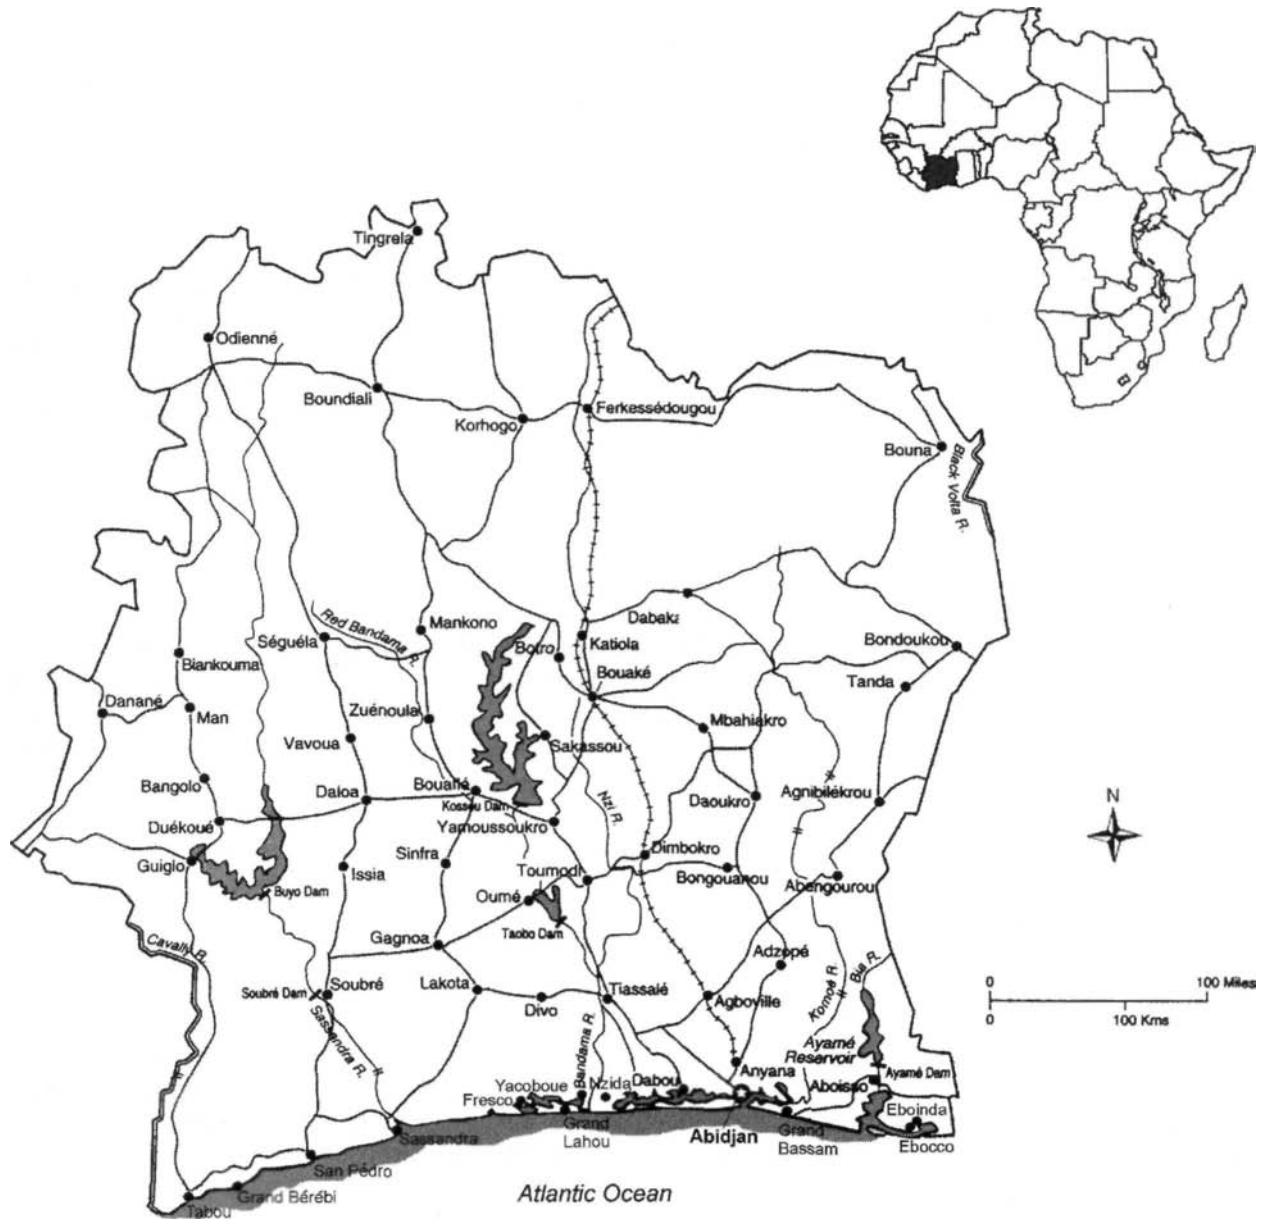 Tingrela
Odienné
Boundiali
Korhogo
Ferkessédougou
Bouna
Black Volta R.
Dabaka
Red Bandama R.
Mankono
Séguéla
Katiola
Bondoukou
Biankouma
Botro
Bouaké
Tanda
Danané
Man
Zuénoula
Mbahiakro
Vavoua
Sakassou
Bangolo
Daloa
Bouaflé
Kossou Dam
Nzi R.
Daoukro
Agnibilékrou
N
Duékoué
Yamoussoukro
Dimbokro
Guiglo
Issia
Sinfra
Toumodi
Bongouanou
Abengourou
Buyo Dam
Oumé
Taobo Dam
Cavally R.
Gagnoa
Adzopé
Bia R.
Komoé R.
Soubré Dam
Soubré
Lakota
Divo
Tiassalé
Agboville
0
100 Miles
0
100 Kms
Sassandra R.
Bandama R.
Ayamé
Reservoir
Ayamé Dam
Anyana
Yacoboue
Nzida
Dabou
Aboisso
Fresco
Grand
Lahou
Abidjan
Grand
Bassam
Eboinda
Ebocco
Sassandra
San Pédro
Grand Bérébi
Tabou
Atlantic Ocean